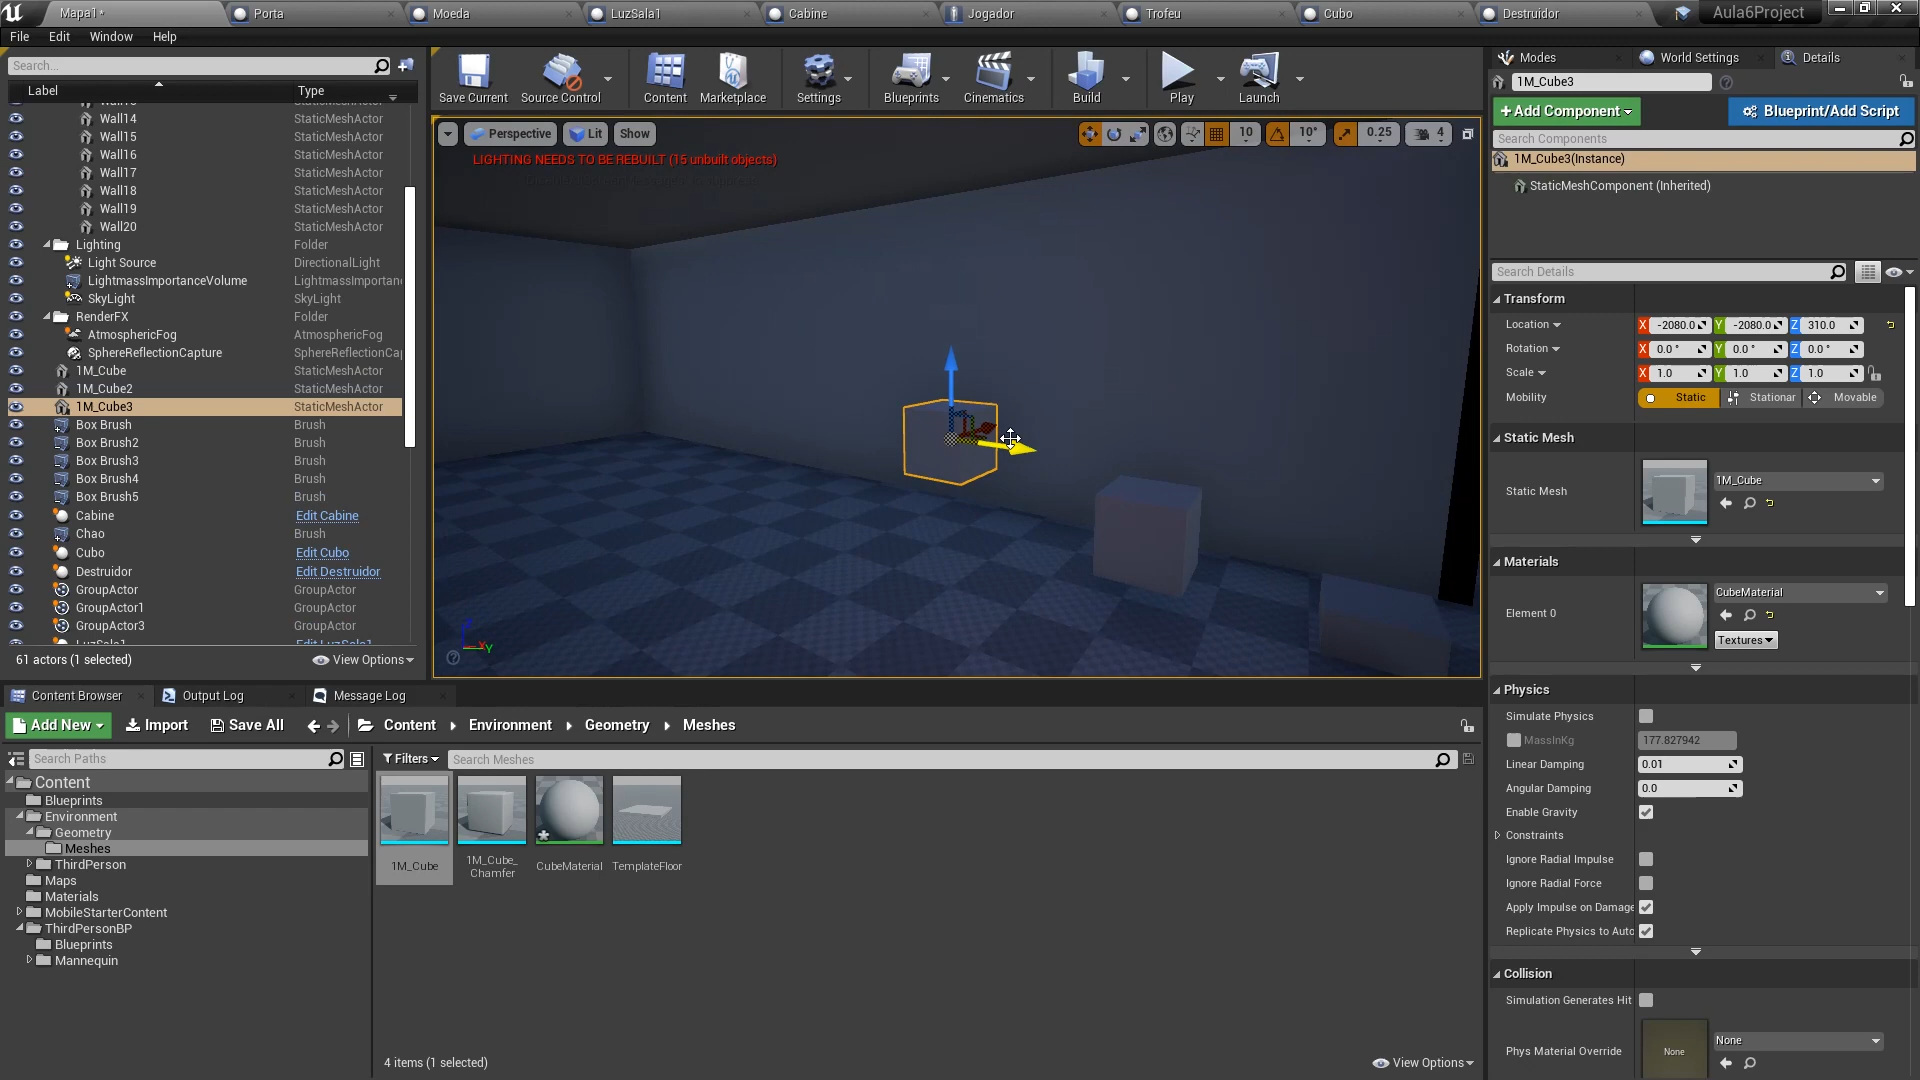 Mapa1*
Porta
Moeda
LuzSala1
Cabine
Jogador
Trofeu
Cubo
Destruidor
Aula6Project
File Edit Window Help
Search...
Label Type
StaticMeshActor
Wall14 StaticMeshActor
Wall15 StaticMeshActor
Wall16 StaticMeshActor
Wall17 StaticMeshActor
Wall18 StaticMeshActor
Wall19 StaticMeshActor
Wall20 StaticMeshActor
Lighting Folder
Light Source DirectionalLight
LightmassImportanceVolume LightmassImportan
SkyLight SkyLight
RenderFX Folder
AtmosphericFog AtmosphericFog
SphereReflectionCapture SphereReflectionCap
1M_Cube StaticMeshActor
1M_Cube2 StaticMeshActor
1M_Cube3 StaticMeshActor
Box Brush Brush
Box Brush2 Brush
Box Brush3 Brush
Box Brush4 Brush
Box Brush5 Brush
Cabine Edit Cabine
Chao Brush
Cubo Edit Cubo
Destruidor Edit Destruidor
GroupActor GroupActor
GroupActor1 GroupActor
GroupActor3 GroupActor
LuzSala1 Edit LuzSala1
61 actors (1 selected) View Options
Save Current Source Control Content Marketplace Settings Blueprints Cinematics Build Play Launch
Perspective Lit Show 10 10° 0.25 4
LIGHTING NEEDS TO BE REBUILT (15 unbuilt objects)
Modes World Settings Details
1M_Cube3
+Add Component Blueprint/Add Script
Search Components
1M_Cube3(Instance)
StaticMeshComponent (Inherited)
Search Details
Transform
Location X -2080.0 Y -2080.0 Z 310.0
Rotation X 0.0 ° Y 0.0 ° Z 0.0 °
Scale X 1.0 Y 1.0 Z 1.0
Mobility Static Stationar Movable
Static Mesh
Static Mesh 1M_Cube
Materials
Element 0 CubeMaterial
Textures
Physics
Simulate Physics
MassInKg 177.827942
Linear Damping 0.01
Angular Damping 0.0
Enable Gravity
Constraints
Ignore Radial Impulse
Ignore Radial Force
Apply Impulse on Damage
Replicate Physics to Auto
Collision
Simulation Generates Hit
Phys Material Override None None
Content Browser Output Log Message Log
Add New Import Save All Content Environment Geometry Meshes
Search Paths
Filters Search Meshes
Content
Blueprints
Environment
Geometry
Meshes
ThirdPerson
Maps
Materials
MobileStarterContent
ThirdPersonBP
Blueprints
Mannequin
1M_Cube
1M_Cube_
Chamfer
CubeMaterial
TemplateFloor
4 items (1 selected) View Options